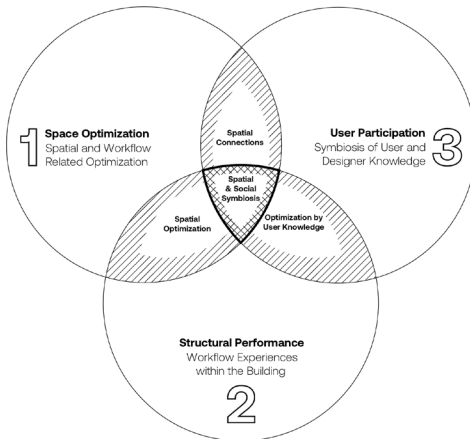 Spatial
Connections
1
Space Optimization
Spatial and Workflow
Related Optimization
User Participation
Symbiosis of User and
Designer Knowledge
3
Spatial
& Social
Symbiosis
Spatial
Optimization
Optimization by
User Knowledge
Structural Performance
Workflow Experiences
within the Building
2